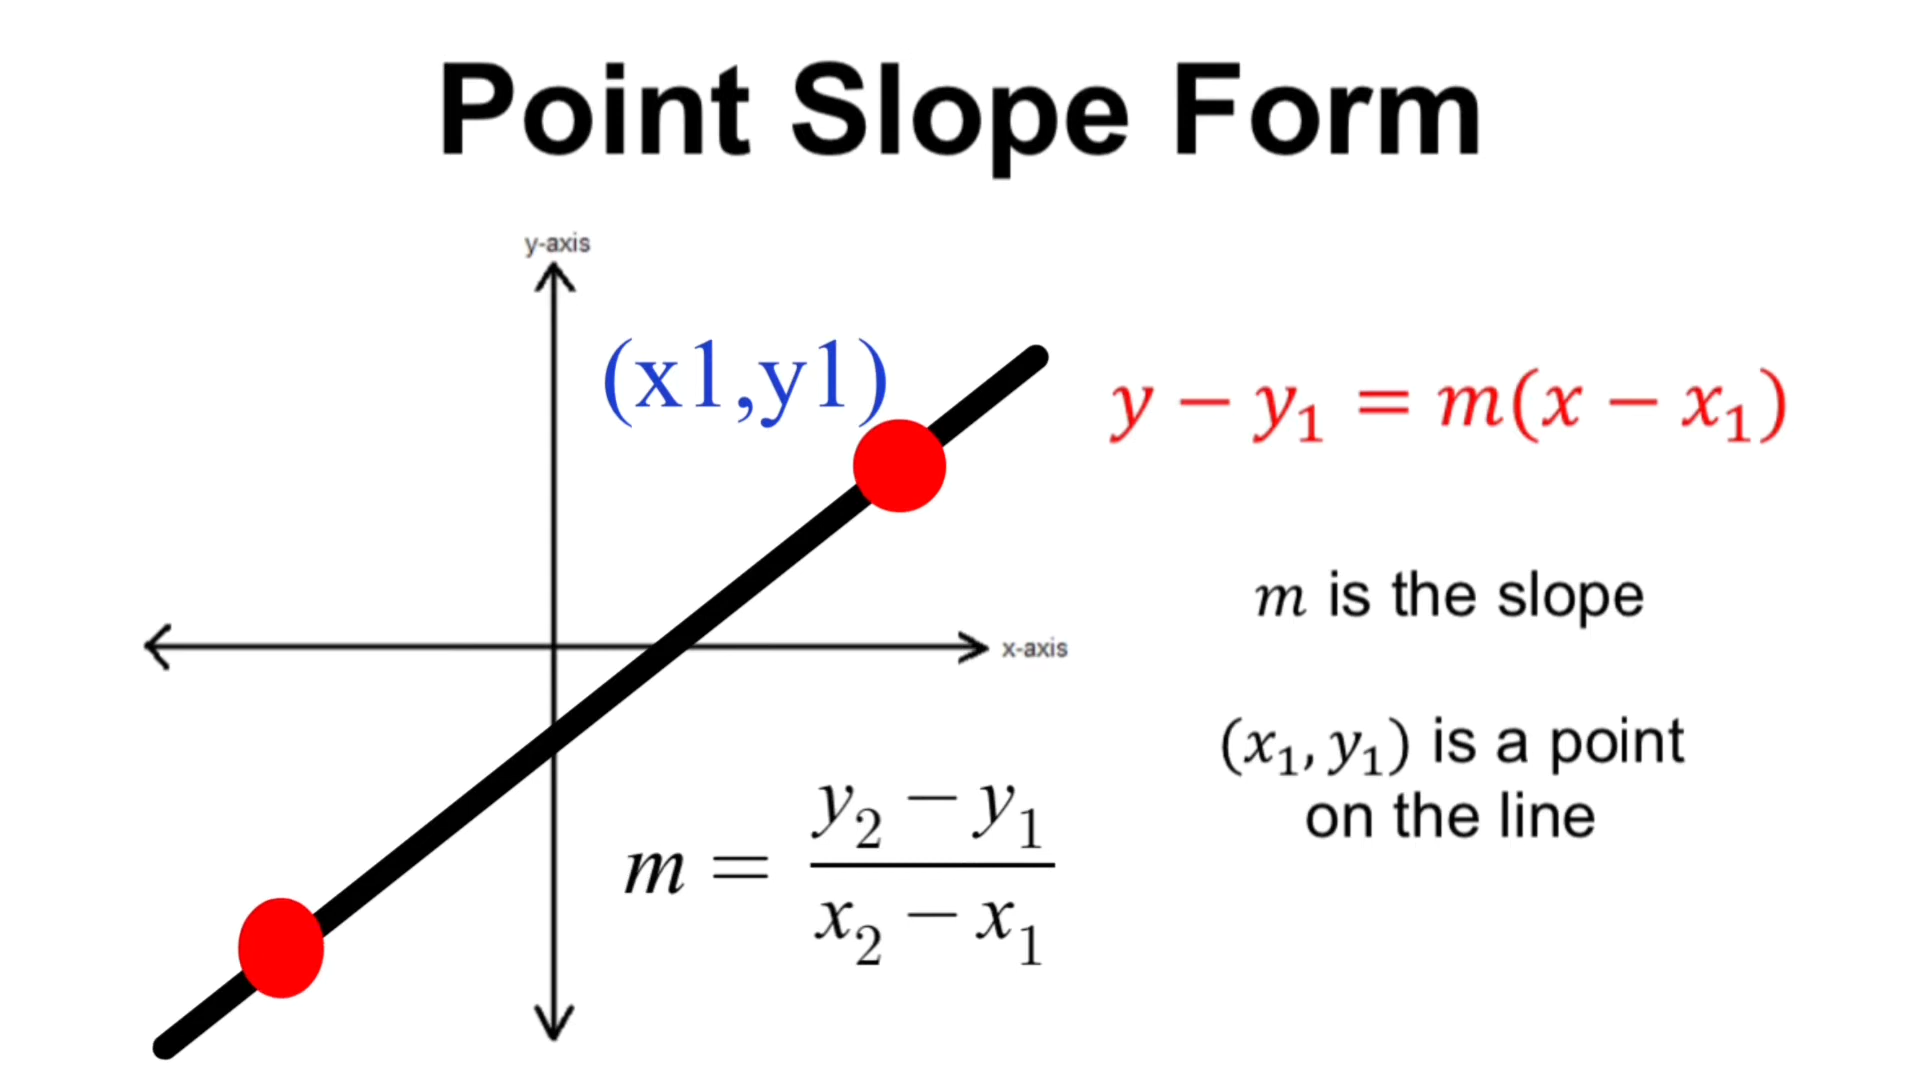 Point Slope Form
y-axis
(x1,y1)
y − y₁ = m(x − x₁)
m is the slope
x-axis
(x₁, y₁) is a point
on the line
m = (y₂ − y₁) / (x₂ − x₁)